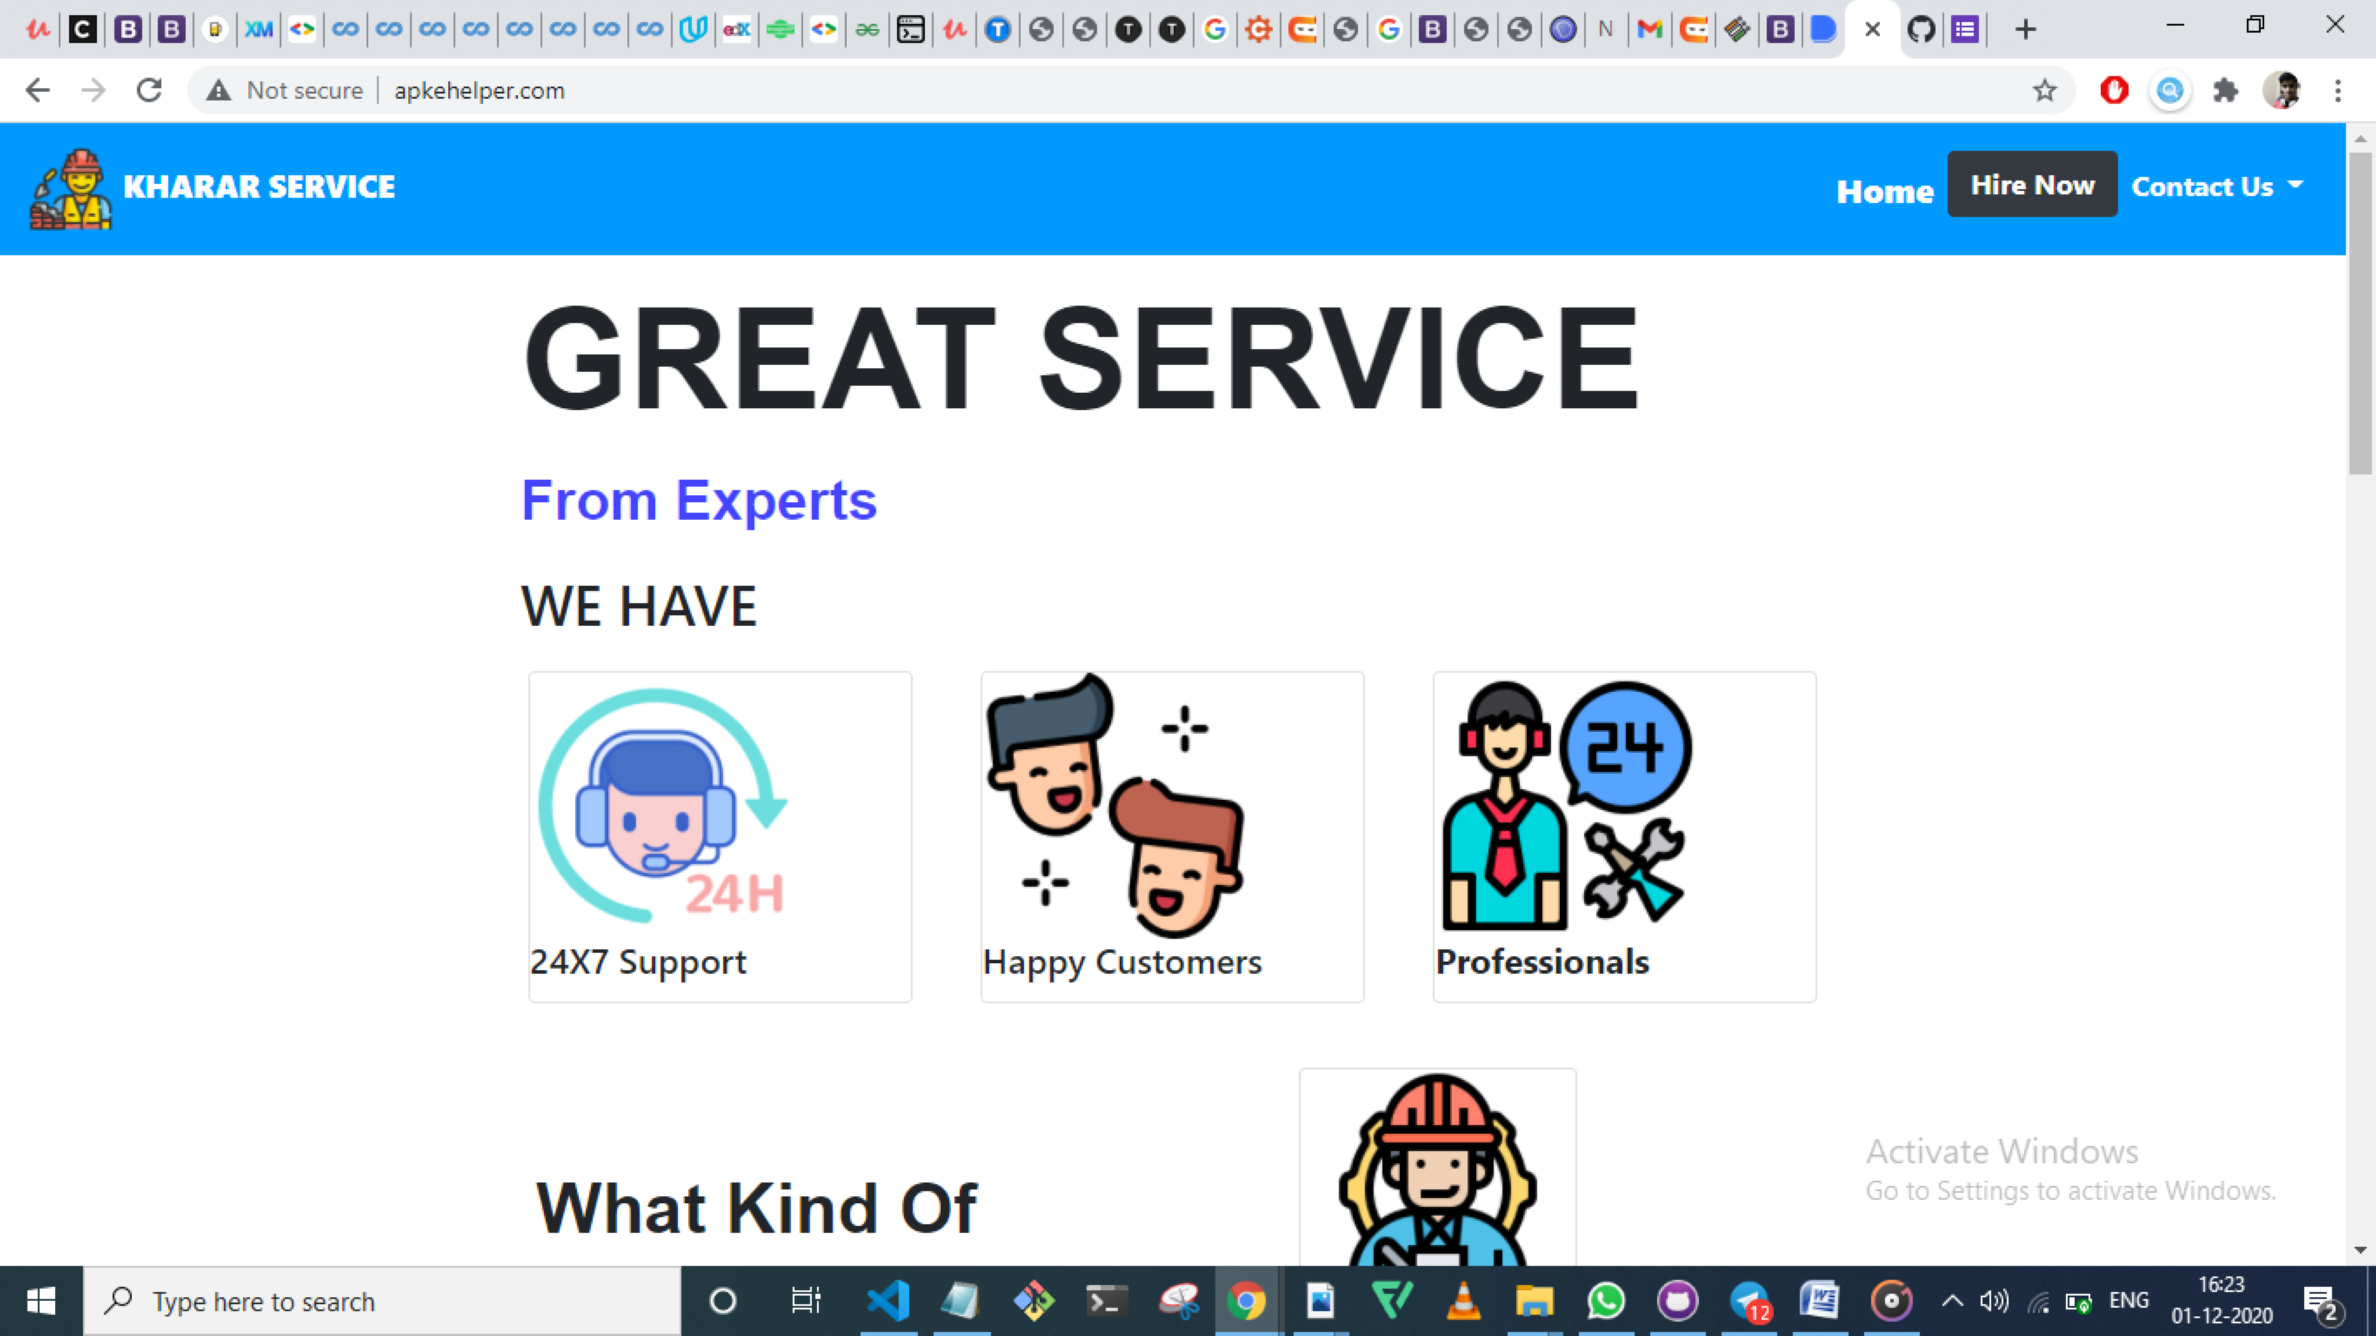 Not secure
apkehelper.com
KHARAR SERVICE
Home
Hire Now
Contact Us
GREAT SERVICE
From Experts
WE HAVE
24H
24
24X7 Support
Happy Customers
Professionals
What Kind Of
Activate Windows
Go to Settings to activate Windows.
Type here to search
12
ENG
16:23
01-12-2020
2